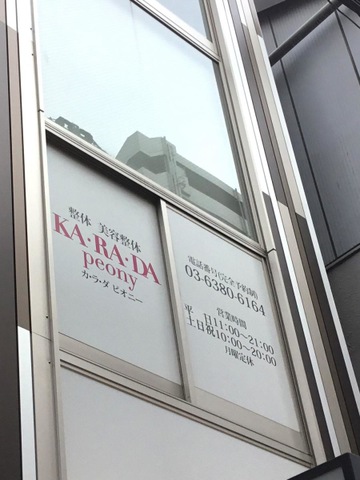 整体 美容整体
KA・RA・DA
peony
カ・ラ・ダ ピオニー
電話番号(完全予約制)
03-6380-6164
営業時間
平 日11:00〜21:00
土日祝10:00〜20:00
月曜定休